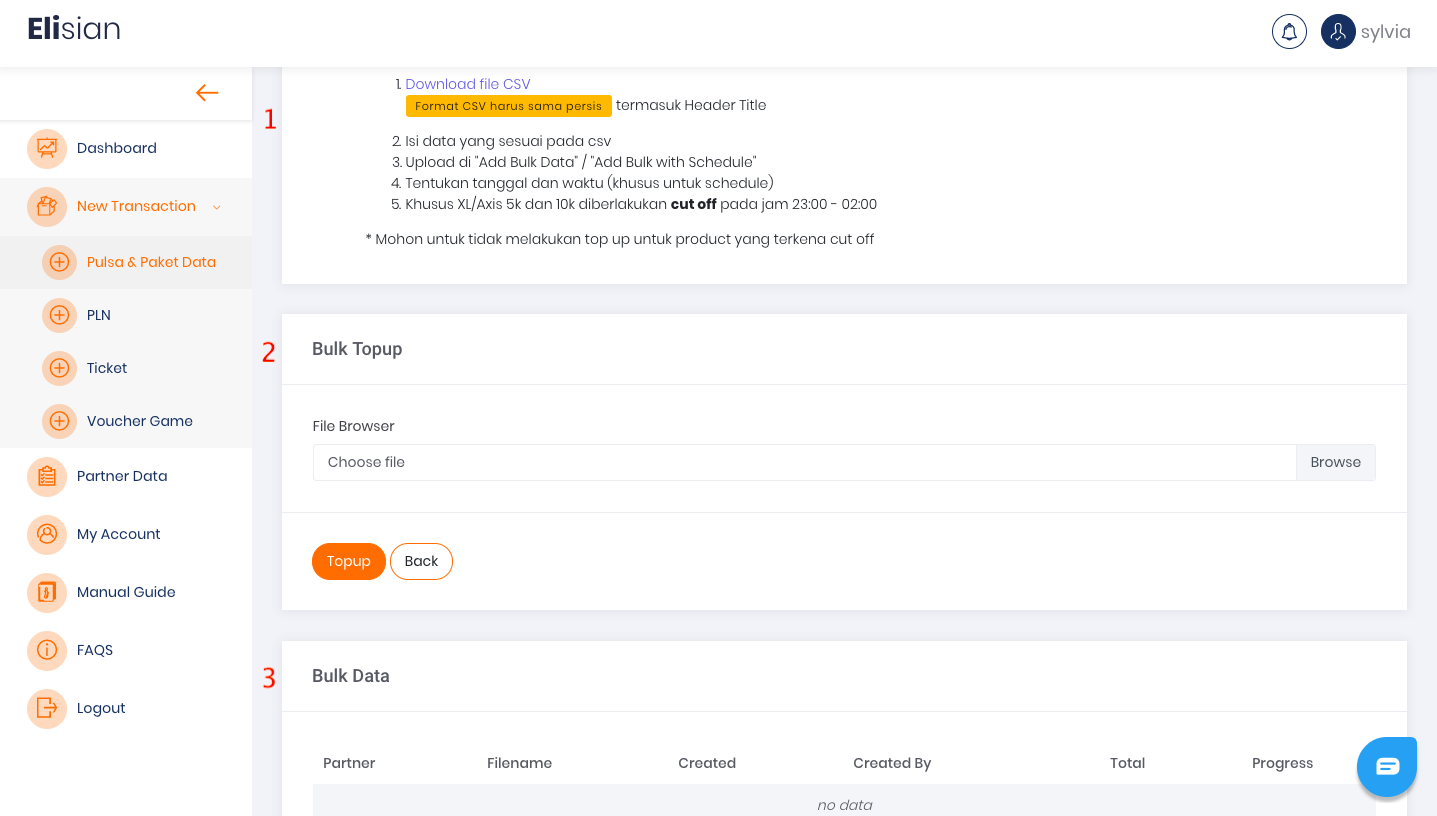 Elisian
sylvia
1
1. Download file CSV
Format CSV harus sama persis termasuk Header Title
2. Isi data yang sesuai pada csv
3. Upload di "Add Bulk Data" / "Add Bulk with Schedule"
4. Tentukan tanggal dan waktu (khusus untuk schedule)
5. Khusus XL/Axis 5k dan 10k diberlakukan cut off pada jam 23:00 - 02:00
* Mohon untuk tidak melakukan top up untuk product yang terkena cut off
Dashboard
New Transaction
Pulsa & Paket Data
PLN
Ticket
Voucher Game
Partner Data
My Account
Manual Guide
FAQS
Logout
2
Bulk Topup
File Browser
Choose file Browse
Topup Back
3
Bulk Data
Partner Filename Created Created By Total Progress
no data